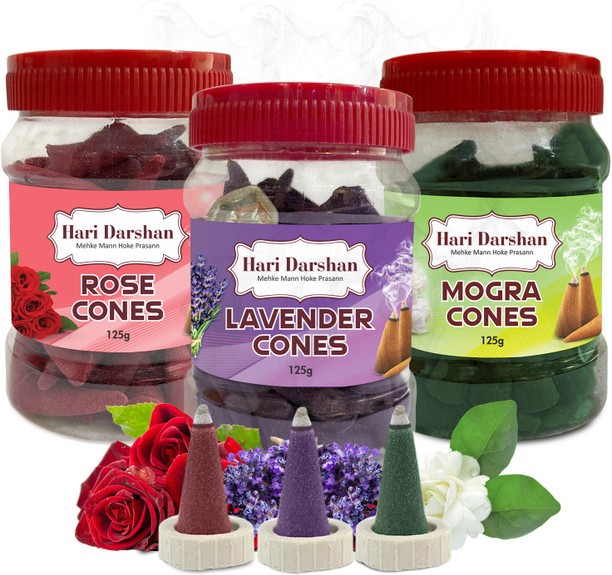 Hari Darshan
Mehke Mann Hoke Prasann
ROSE
CONES
125g
Hari Darshan
Mehke Mann Hoke Prasann
LAVENDER
CONES
125g
Hari Darshan
Mehke Mann Hoke Prasann
MOGRA
CONES
125g